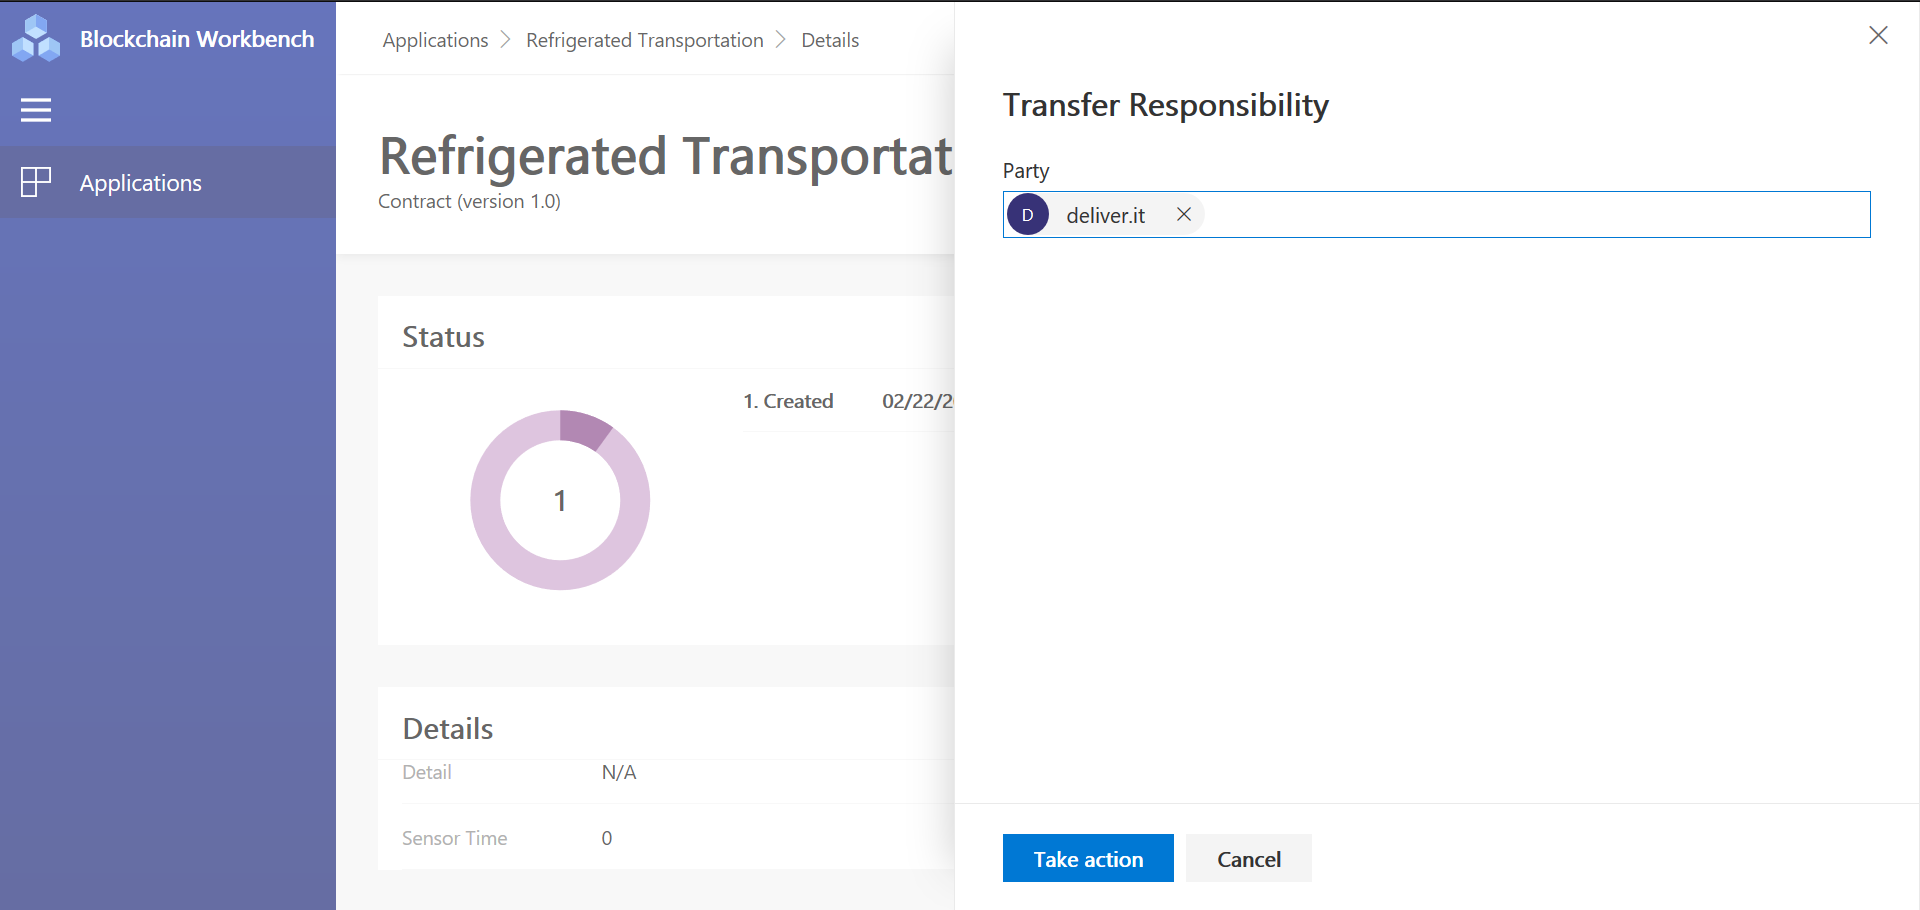 Blockchain Workbench
Applications
Applications
Refrigerated Transportation
Details
Refrigerated Transportat
Contract (version 1.0)
Status
1. Created 02/22/2
1
Details
Detail N/A
Sensor Time 0
Transfer Responsibility
Party
D deliver.it
Take action
Cancel